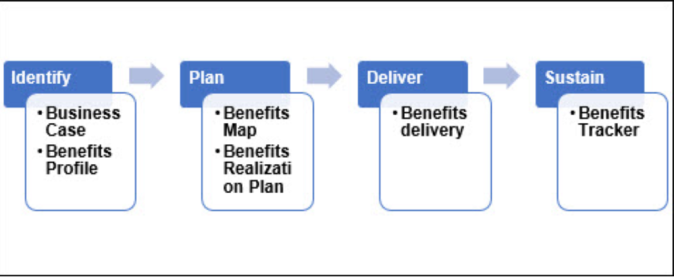 Identify
• Business
Case
• Benefits
Profile
Plan
• Benefits
Map
• Benefits
Realizati
on Plan
Deliver
• Benefits
delivery
Sustain
• Benefits
Tracker